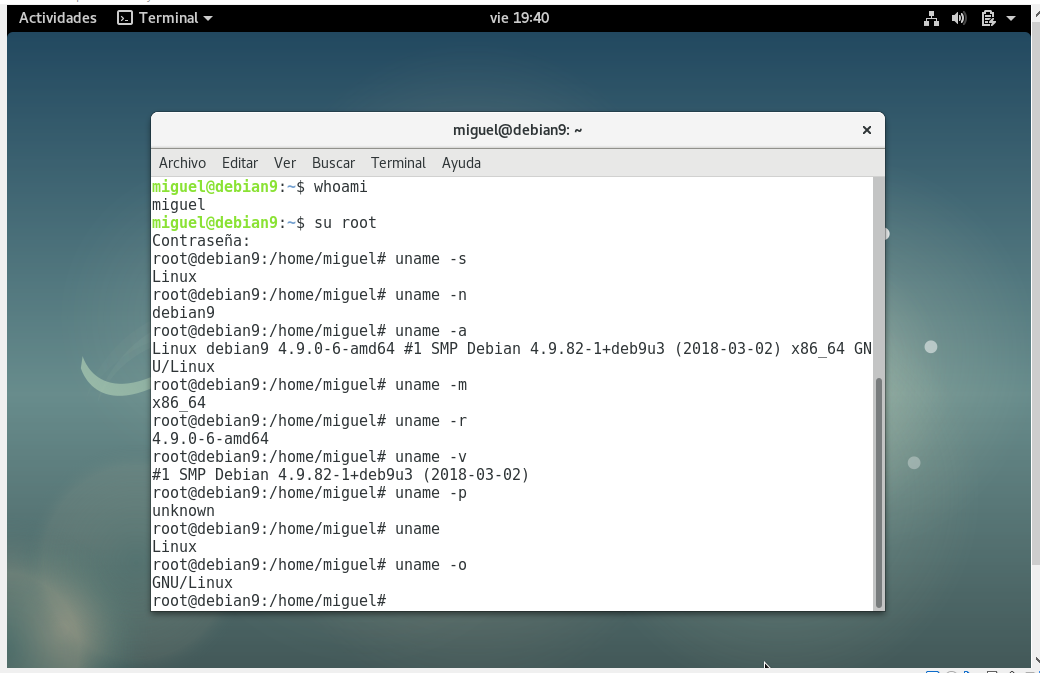 Actividades Terminal vie 19:40
miguel@debian9: ~
Archivo Editar Ver Buscar Terminal Ayuda
miguel@debian9:~$ whoami
miguel
miguel@debian9:~$ su root
Contraseña:
root@debian9:/home/miguel# uname -s
Linux
root@debian9:/home/miguel# uname -n
debian9
root@debian9:/home/miguel# uname -a
Linux debian9 4.9.0-6-amd64 #1 SMP Debian 4.9.82-1+deb9u3 (2018-03-02) x86_64 GN
U/Linux
root@debian9:/home/miguel# uname -m
x86_64
root@debian9:/home/miguel# uname -r
4.9.0-6-amd64
root@debian9:/home/miguel# uname -v
#1 SMP Debian 4.9.82-1+deb9u3 (2018-03-02)
root@debian9:/home/miguel# uname -p
unknown
root@debian9:/home/miguel# uname
Linux
root@debian9:/home/miguel# uname -o
GNU/Linux
root@debian9:/home/miguel#